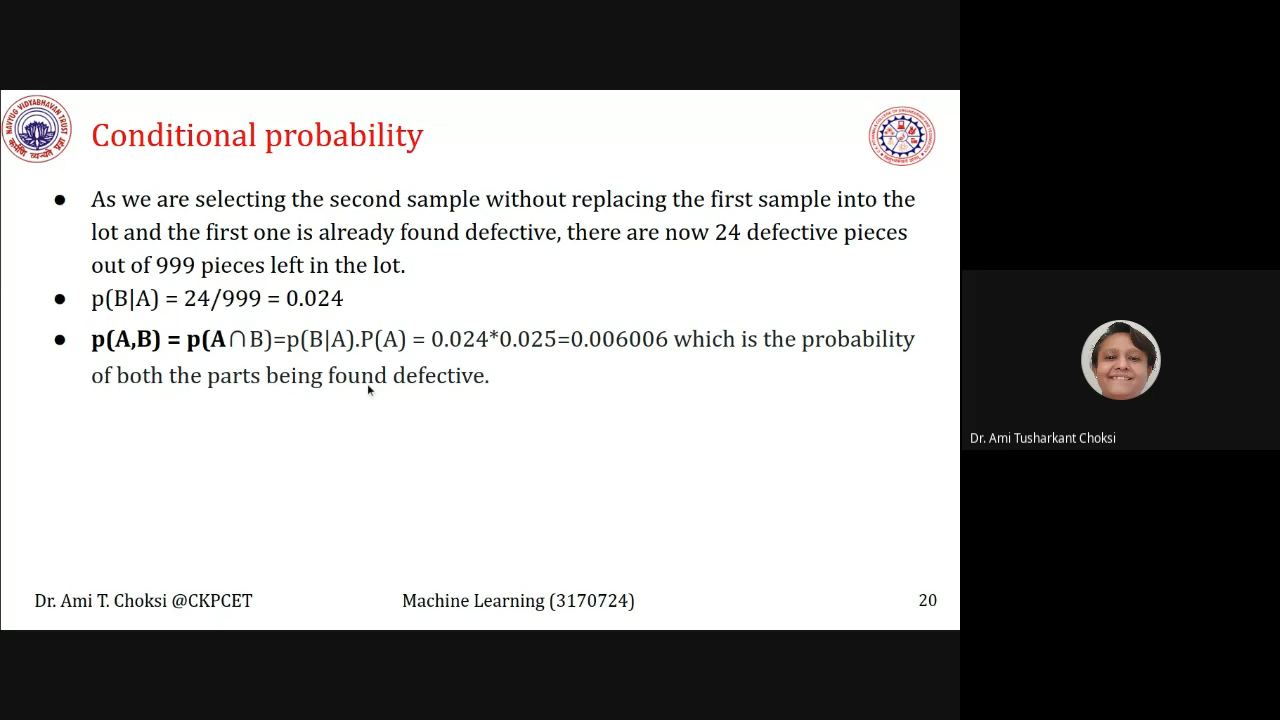 Conditional probability
● As we are selecting the second sample without replacing the first sample into the
lot and the first one is already found defective, there are now 24 defective pieces
out of 999 pieces left in the lot.
● p(B|A) = 24/999 = 0.024
● p(A,B) = p(A∩B)=p(B|A).P(A) = 0.024*0.025=0.006006 which is the probability
of both the parts being found defective.
Dr. Ami Tusharkant Choksi
Dr. Ami T. Choksi @CKPCET Machine Learning (3170724) 20
NAVYUG VIDYABHAVAN TRUST